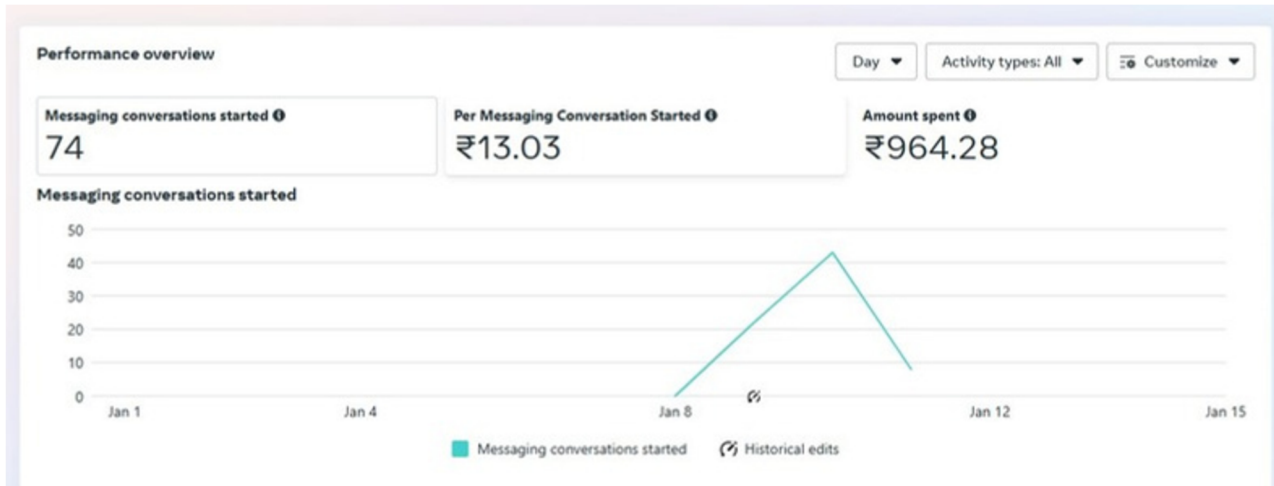 Performance overview
Day
Activity types: All
Customize
Messaging conversations started
74
Per Messaging Conversation Started
₹13.03
Amount spent
₹964.28
Messaging conversations started
50
40
30
20
10
0
Jan 1
Jan 4
Jan 8
Jan 12
Jan 15
Messaging conversations started
Historical edits